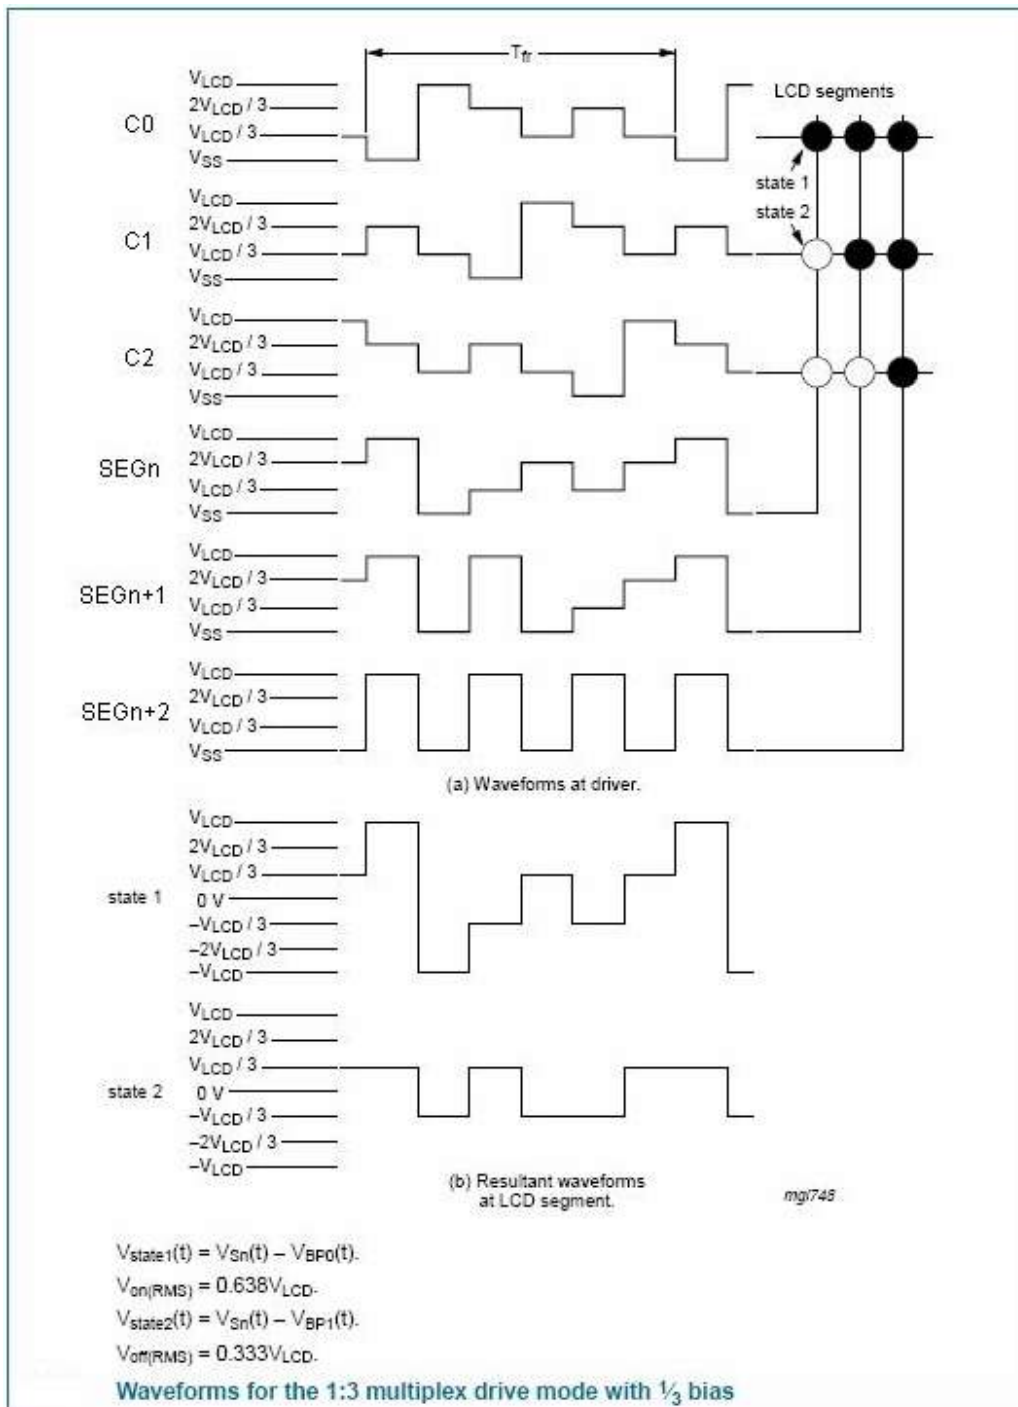 Tfr
VLCD
2VLCD / 3
C0
VLCD / 3
VSS
LCD segments
state 1
state 2
VLCD
2VLCD / 3
C1
VLCD / 3
VSS
VLCD
2VLCD / 3
C2
VLCD / 3
VSS
VLCD
2VLCD / 3
SEGn
VLCD / 3
VSS
VLCD
2VLCD / 3
SEGn+1
VLCD / 3
VSS
VLCD
2VLCD / 3
SEGn+2
VLCD / 3
VSS
(a) Waveforms at driver.
VLCD
2VLCD / 3
VLCD / 3
state 1
0 V
–VLCD / 3
–2VLCD / 3
–VLCD
VLCD
2VLCD / 3
VLCD / 3
state 2
0 V
–VLCD / 3
–2VLCD / 3
–VLCD
(b) Resultant waveforms
at LCD segment.
mgl748
Vstate1(t) = VSn(t) – VBP0(t).
Von(RMS) = 0.638VLCD.
Vstate2(t) = VSn(t) – VBP1(t).
Voff(RMS) = 0.333VLCD.
Waveforms for the 1:3 multiplex drive mode with 1⁄3 bias